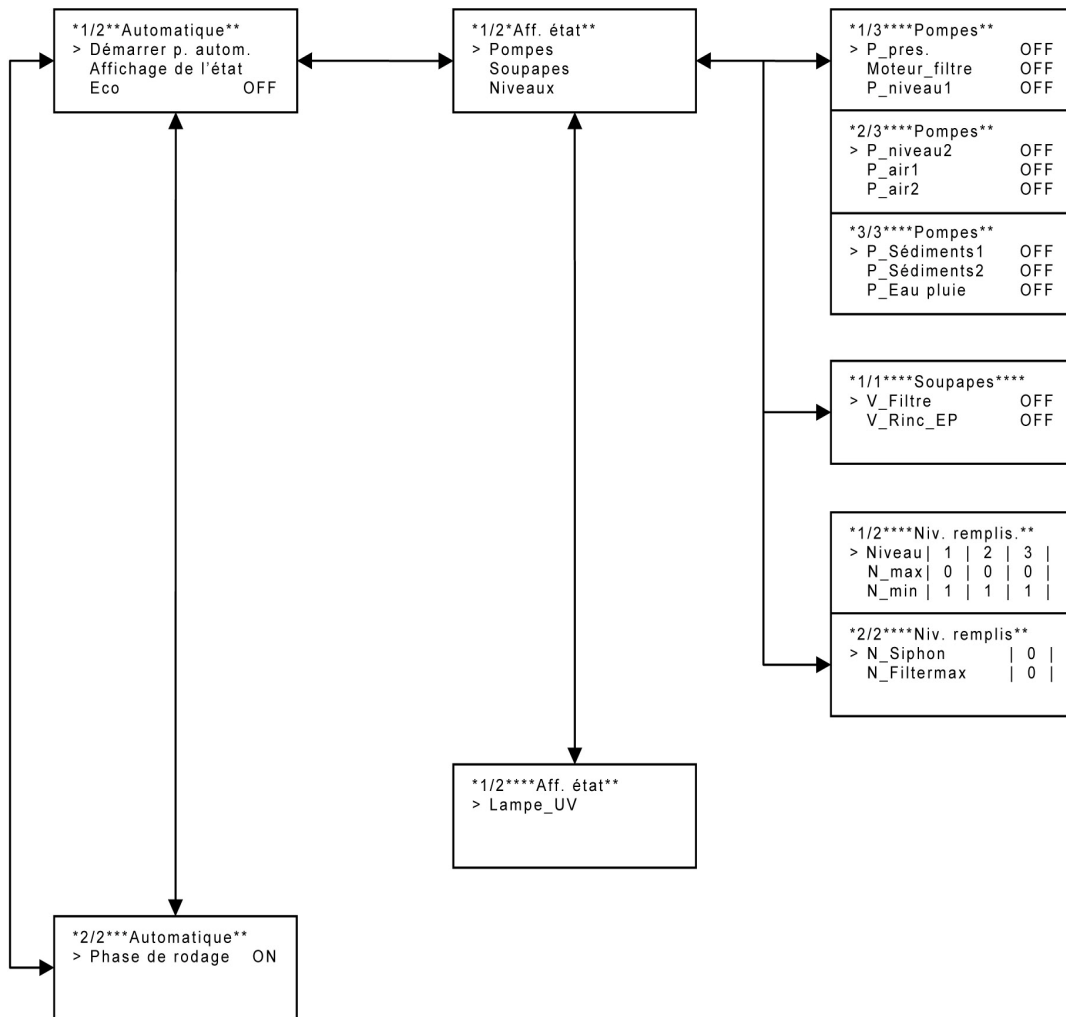 *1/2**Automatique**
> Démarrer p. autom.
Affichage de l'état
Eco OFF
*1/2*Aff. état**
> Pompes
Soupapes
Niveaux
*1/3****Pompes**
> P_pres. OFF
Moteur_filtre OFF
P_niveau1 OFF
*2/3****Pompes**
> P_niveau2 OFF
P_air1 OFF
P_air2 OFF
*3/3****Pompes**
> P_Sédiments1 OFF
P_Sédiments2 OFF
P_Eau pluie OFF
*1/1****Soupapes****
> V_Filtre OFF
V_Rinc_EP OFF
*1/2****Niv. remplis.**
> Niveau| 1 | 2 | 3 |
N_max| 0 | 0 | 0 |
N_min | 1 | 1 | 1 |
*2/2****Niv. remplis**
> N_Siphon | 0 |
N_Filtermax | 0 |
*1/2****Aff. état**
> Lampe_UV
*2/2***Automatique**
> Phase de rodage ON